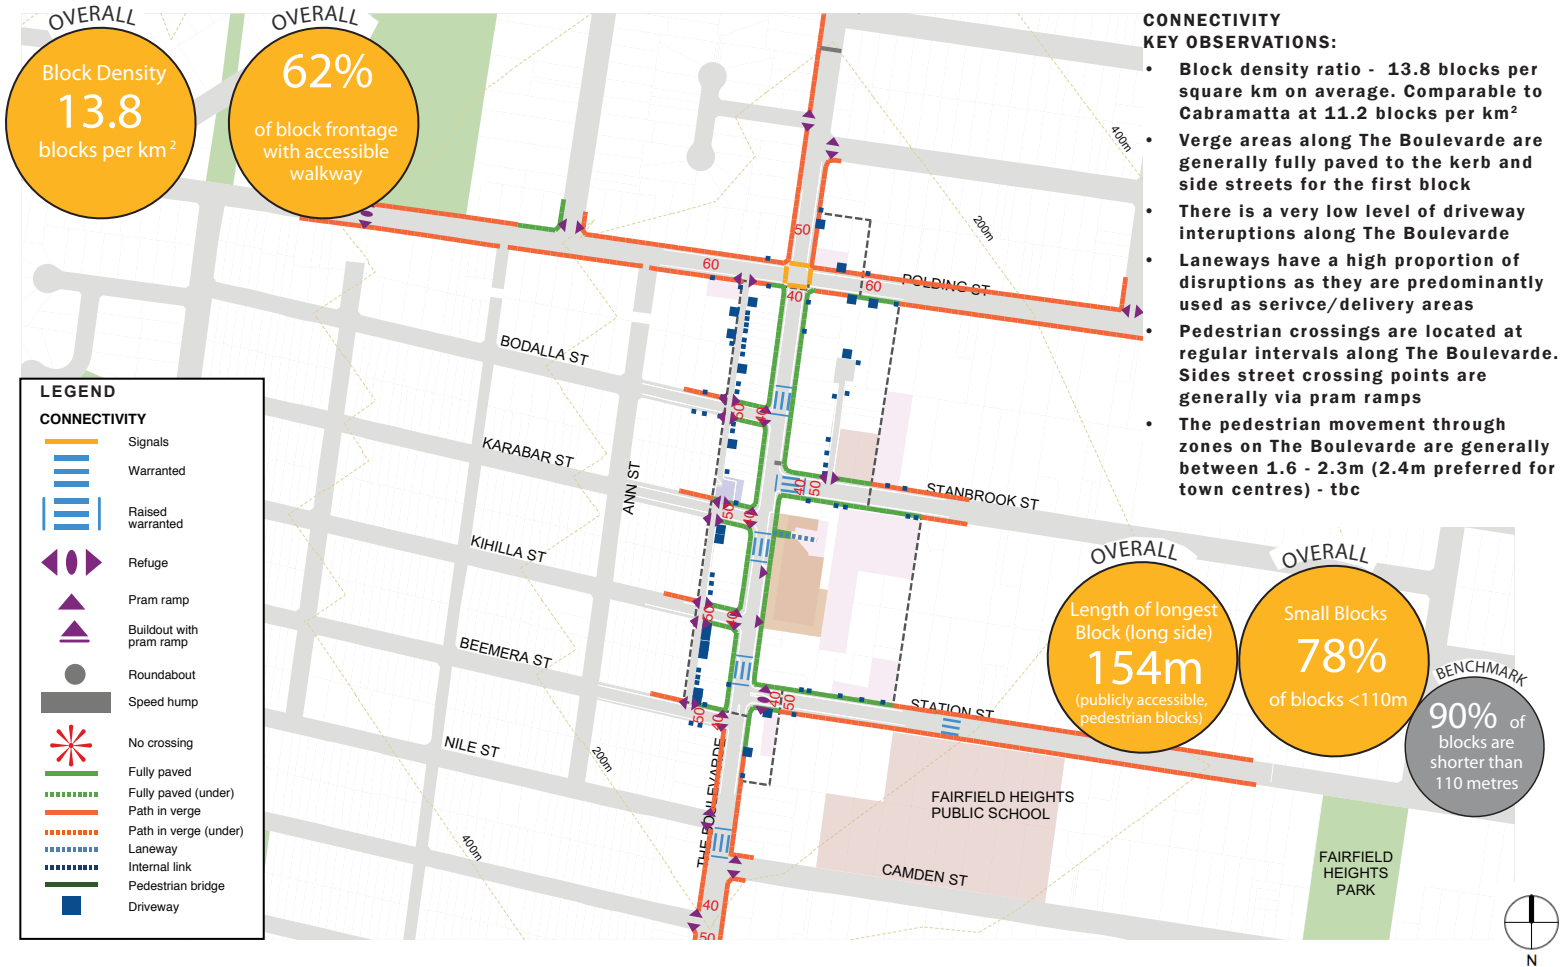 OVERALL
Block Density
13.8
blocks per km²
OVERALL
62%
of block frontage
with accessible
walkway
CONNECTIVITY
KEY OBSERVATIONS:
• Block density ratio - 13.8 blocks per
square km on average. Comparable to
Cabramatta at 11.2 blocks per km²
• Verge areas along The Boulevarde are
generally fully paved to the kerb and
side streets for the first block
• There is a very low level of driveway
interuptions along The Boulevarde
• Laneways have a high proportion of
disruptions as they are predominantly
used as serivce/delivery areas
• Pedestrian crossings are located at
regular intervals along The Boulevarde.
Sides street crossing points are
generally via pram ramps
• The pedestrian movement through
zones on The Boulevarde are generally
between 1.6 - 2.3m (2.4m preferred for
town centres) - tbc
400m
200m
50
60
40
60
POLDING ST
BODALLA ST
50
40
KARABAR ST
ANN ST
40
50
STANBROOK ST
50
40
KIHILLA ST
50
40
BEEMERA ST
40
50
STATION ST
50
40
NILE ST
200m
THE BOULEVARDE
400m
FAIRFIELD HEIGHTS
PUBLIC SCHOOL
CAMDEN ST
40
50
FAIRFIELD
HEIGHTS
PARK
LEGEND
CONNECTIVITY
Signals
Warranted
Raised
warranted
Refuge
Pram ramp
Buildout with
pram ramp
Roundabout
Speed hump
No crossing
Fully paved
Fully paved (under)
Path in verge
Path in verge (under)
Laneway
Internal link
Pedestrian bridge
Driveway
OVERALL
Length of longest
Block (long side)
154m
(publicly accessible,
pedestrian blocks)
OVERALL
Small Blocks
78%
of blocks <110m
BENCHMARK
90% of
blocks are
shorter than
110 metres
N